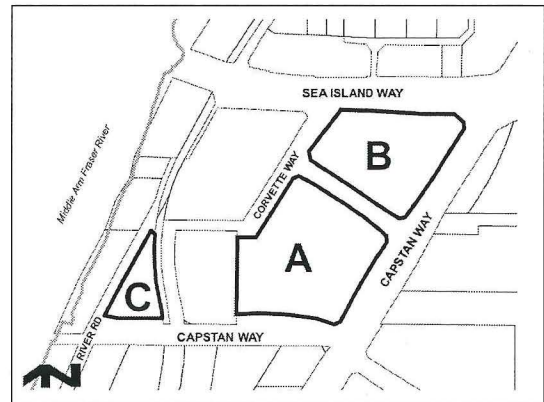 SEA ISLAND WAY
Middle Arm Fraser River
B
CORVETTE WAY
A
CAPSTAN WAY
C
RIVER RD
CAPSTAN WAY
N